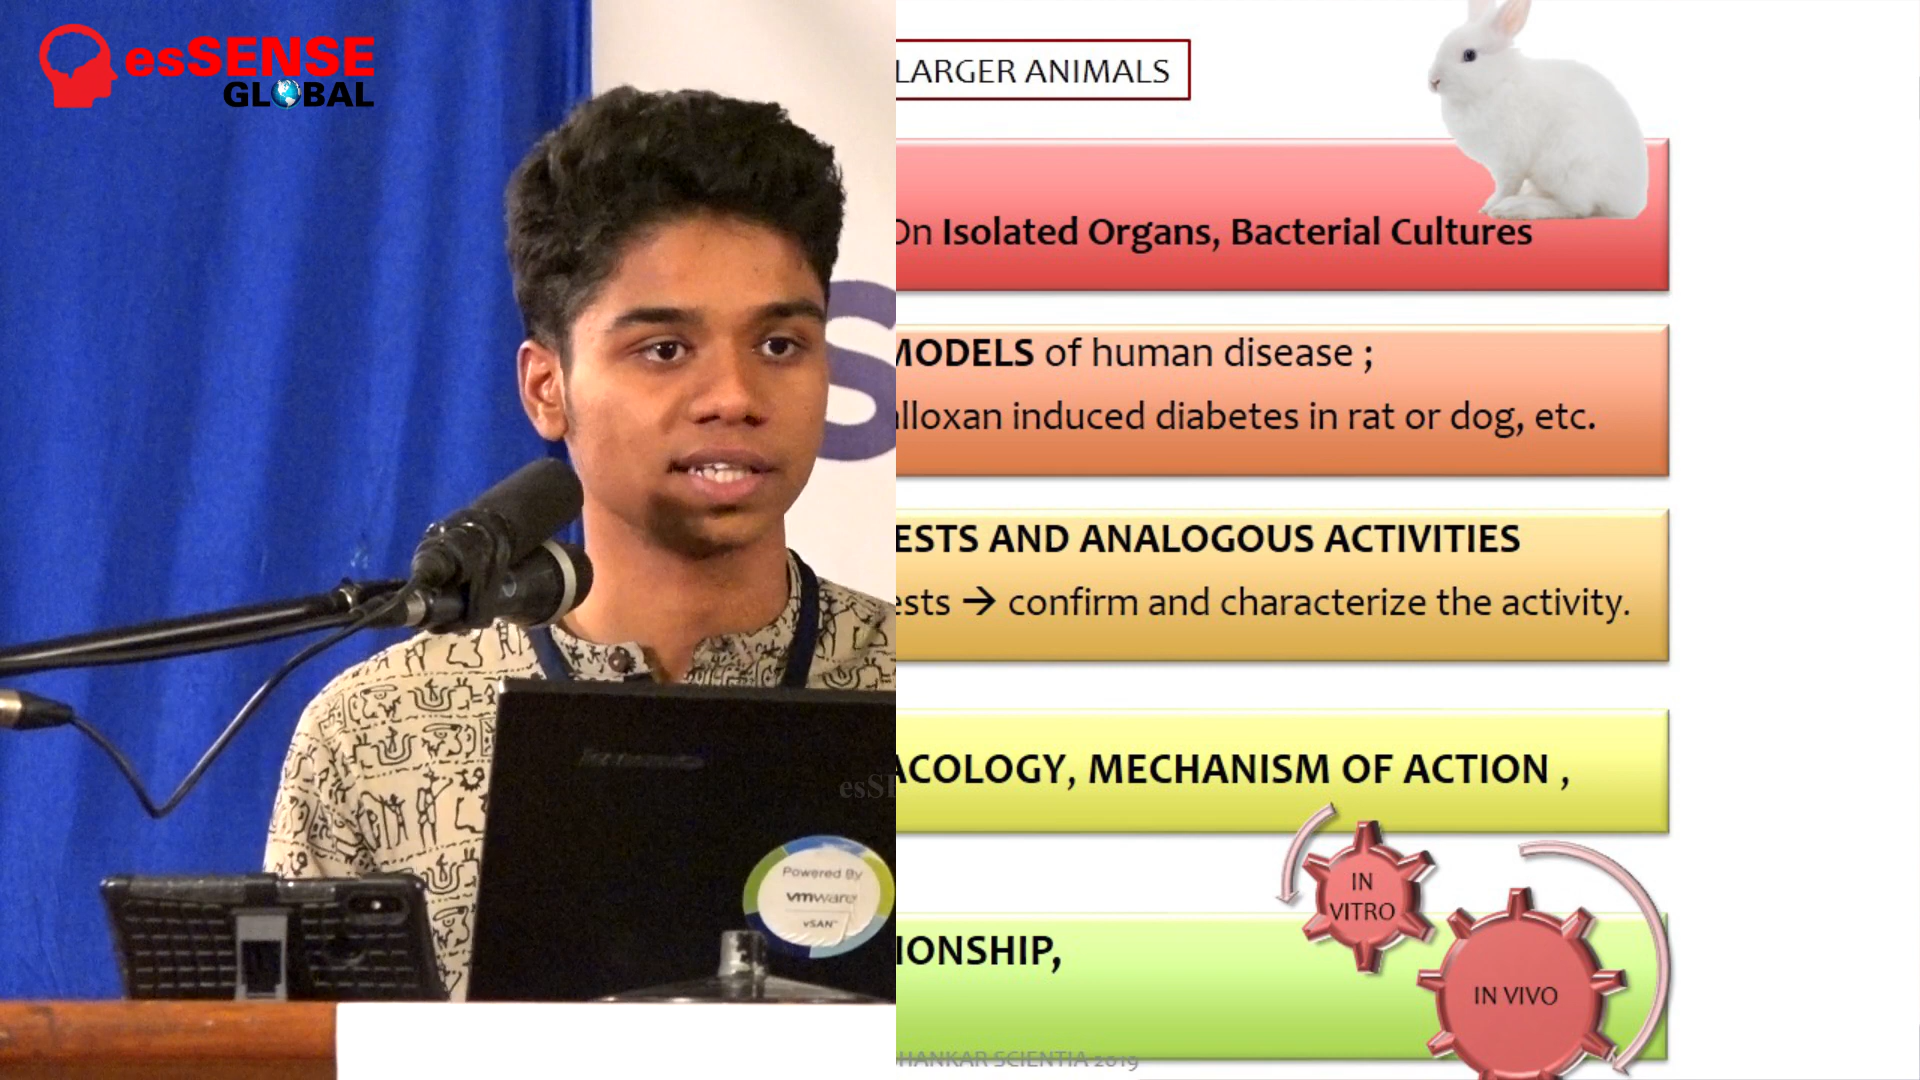 esSENSE
GLOBAL
S
LARGER ANIMALS
On Isolated Organs, Bacterial Cultures
MODELS of human disease ;
alloxan induced diabetes in rat or dog, etc.
ESTS AND ANALOGOUS ACTIVITIES
ests → confirm and characterize the activity.
ACOLOGY, MECHANISM OF ACTION ,
IN
VITRO
IONSHIP,
IN VIVO
HANKAR SCIENTIA 2019
Powered By
vmware
vSAN™